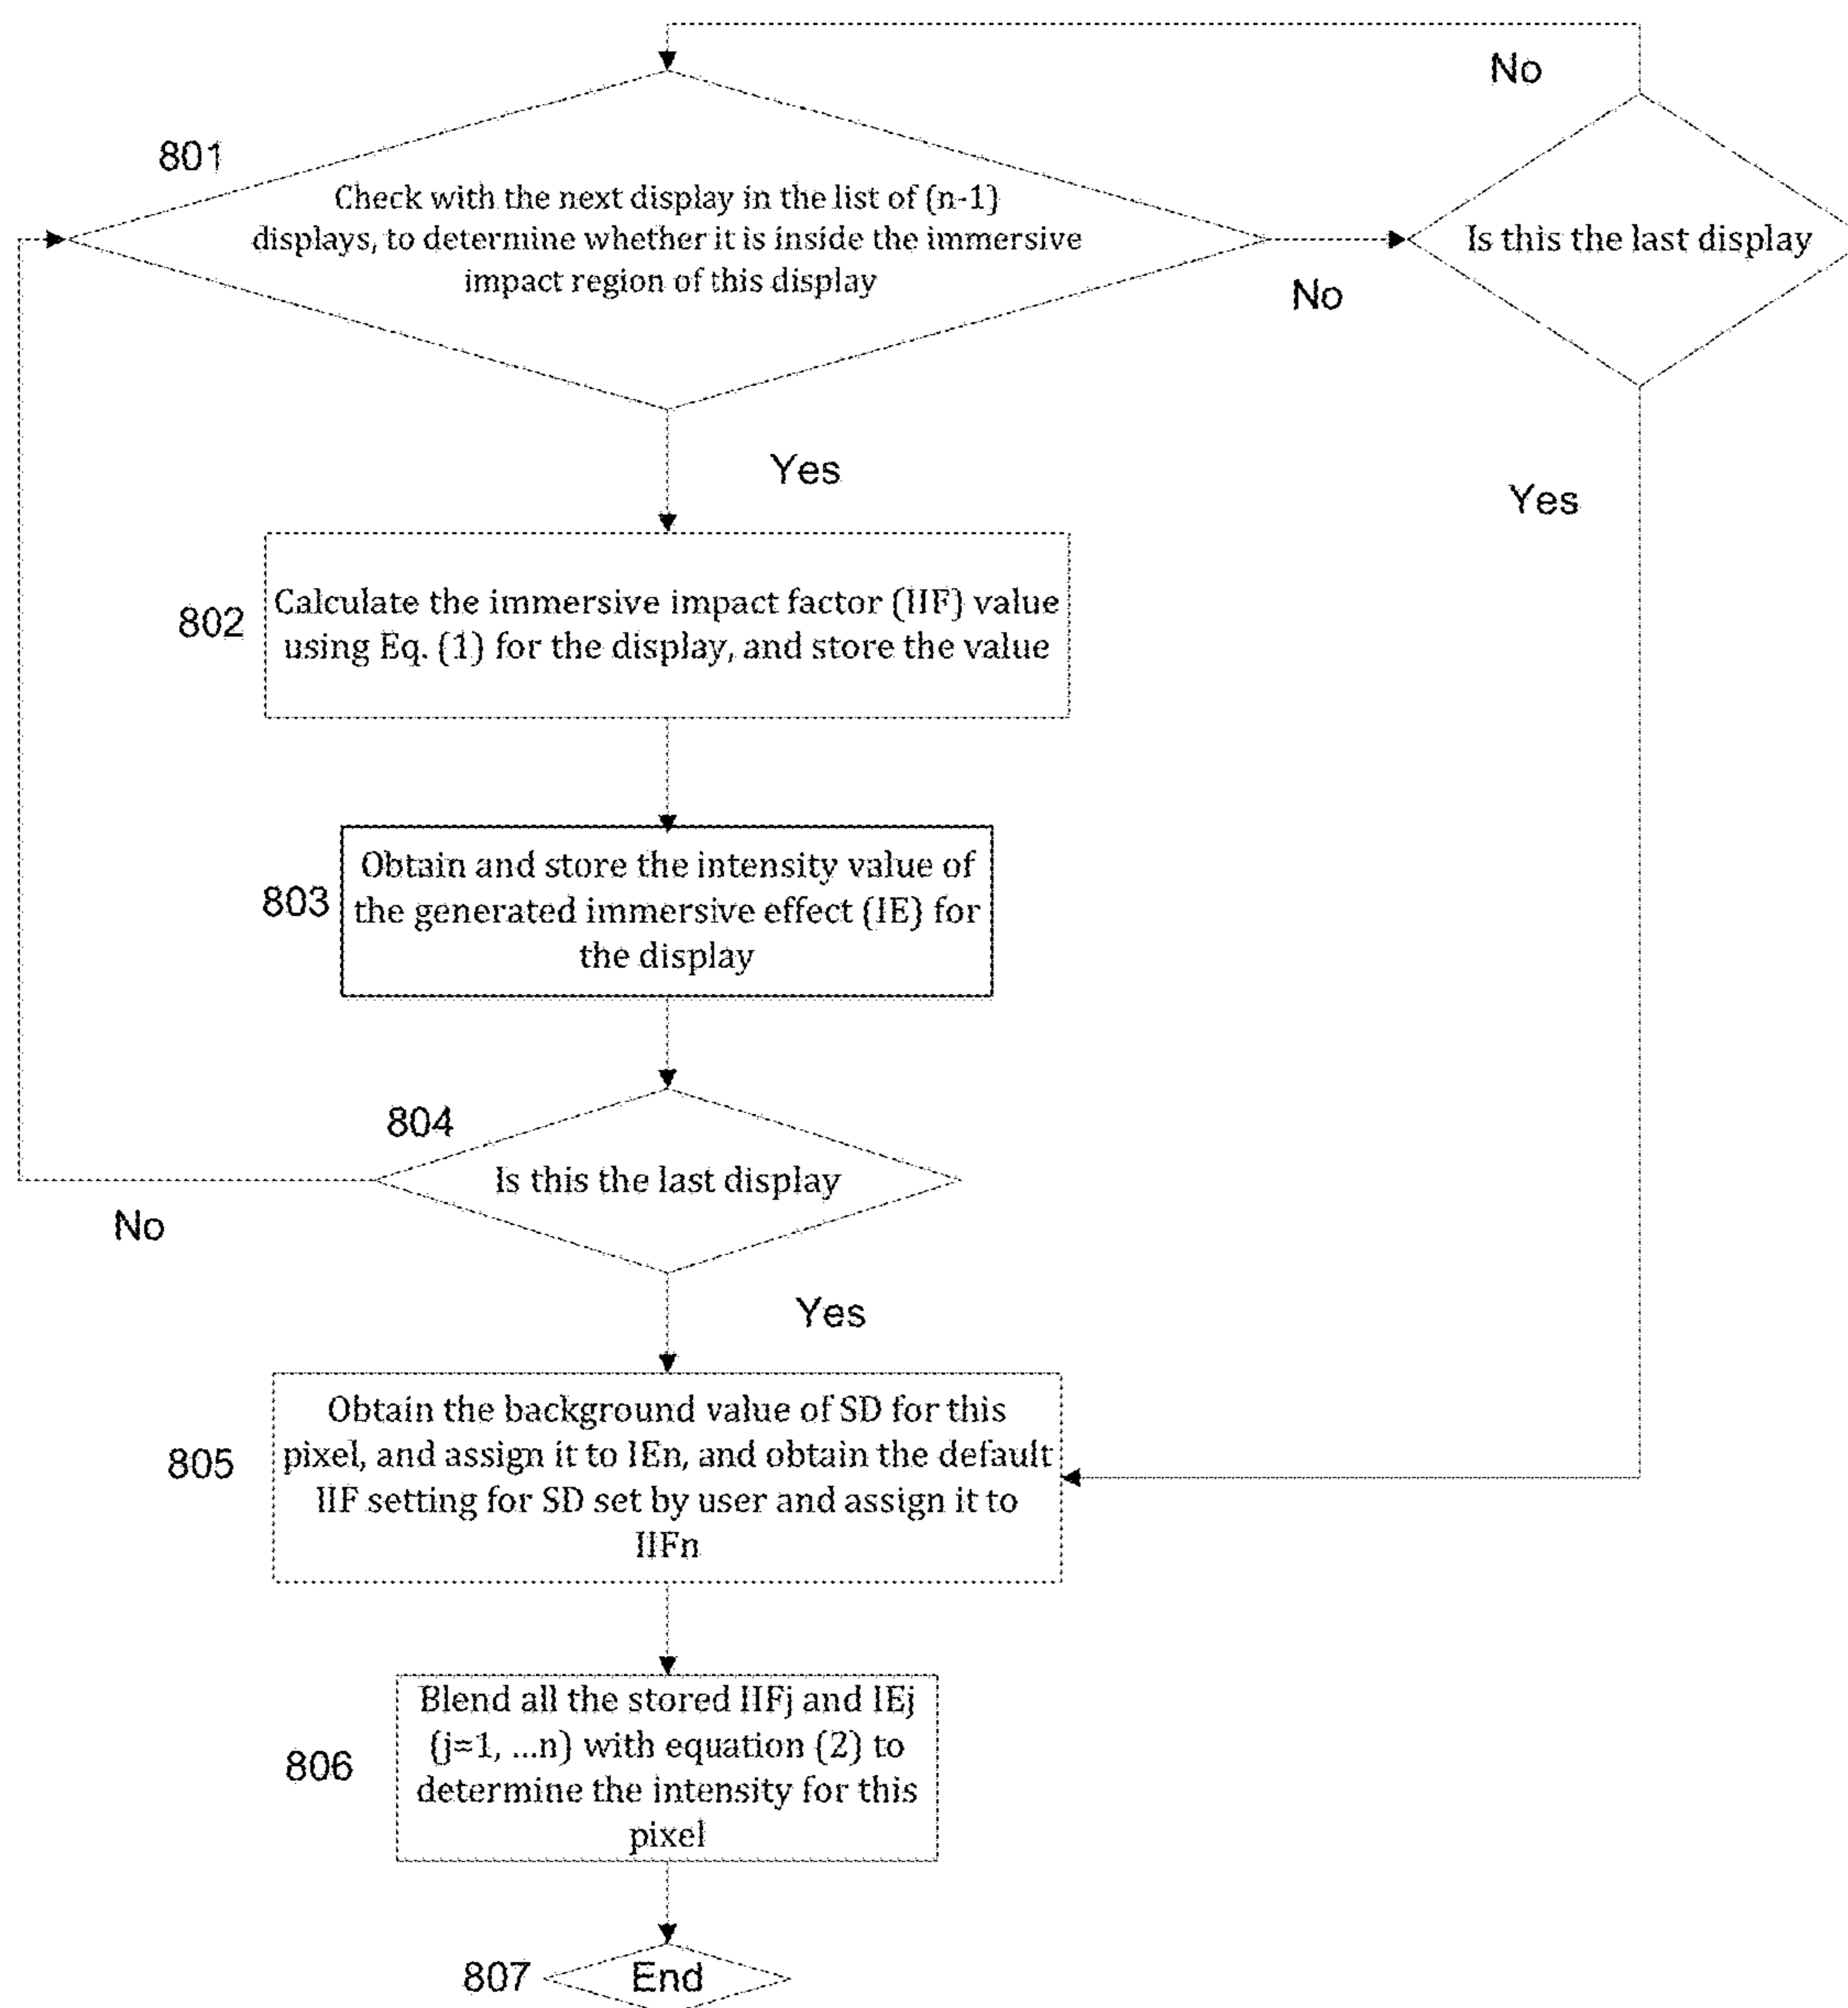 No
801
Check with the next display in the list of (n-1)
displays, to determine whether it is inside the immersive
impact region of this display
Is this the last display
No
Yes
Yes
802
Calculate the immersive impact factor (IIF) value
using Eq. (1) for the display, and store the value
803
Obtain and store the intensity value of
the generated immersive effect (IE) for
the display
804
Is this the last display
No
Yes
805
Obtain the background value of SD for this
pixel, and assign it to IEn, and obtain the default
IIF setting for SD set by user and assign it to
IIFn
806
Blend all the stored IIFj and IEj
(j=1, ...n) with equation (2) to
determine the intensity for this
pixel
807
End